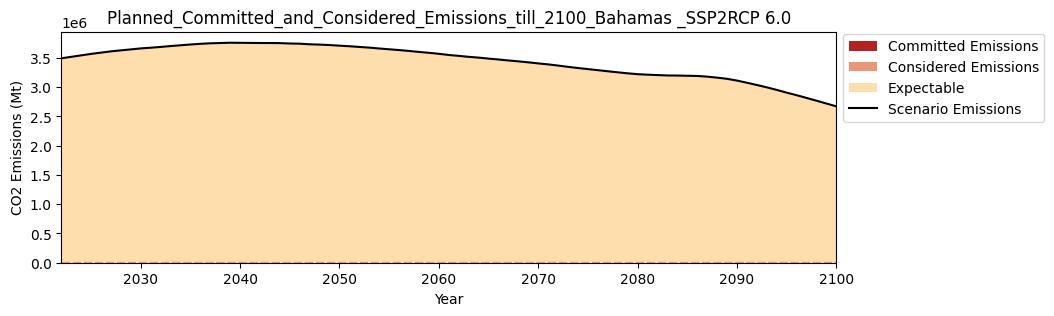 Planned_Committed_and_Considered_Emissions_till_2100_Bahamas _SSP2RCP 6.0
1e6
3.5
3.0
2.5
2.0
1.5
1.0
0.5
0.0
CO2 Emissions (Mt)
2030 2040 2050 2060 2070 2080 2090 2100
Year
Committed Emissions
Considered Emissions
Expectable
Scenario Emissions